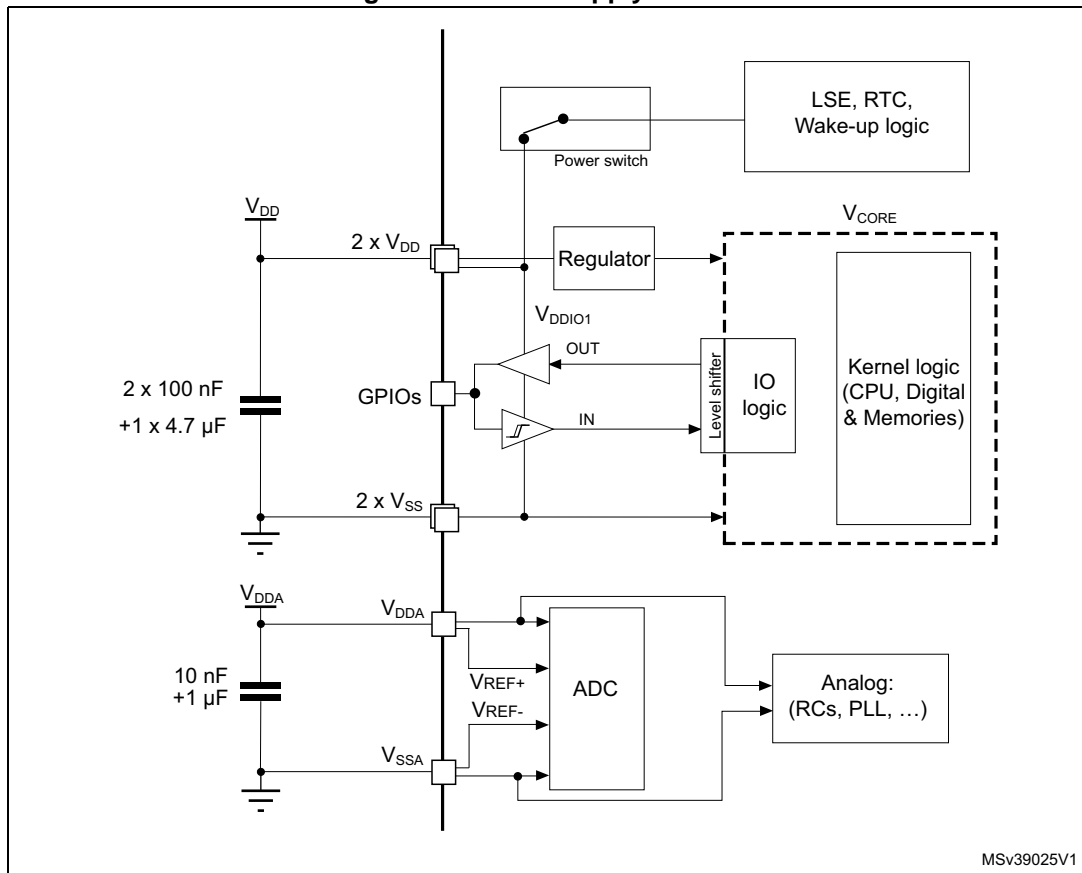 LSE, RTC,
Wake-up logic
Power switch
VDD
VCORE
2 x VDD
Regulator
VDDIO1
OUT
Level shifter
IO
logic
Kernel logic
(CPU, Digital
& Memories)
2 x 100 nF
+1 x 4.7 µF
GPIOs
IN
2 x VSS
VDDA
VDDA
10 nF
+1 µF
VREF+
ADC
VREF-
Analog:
(RCs, PLL, …)
VSSA
MSv39025V1